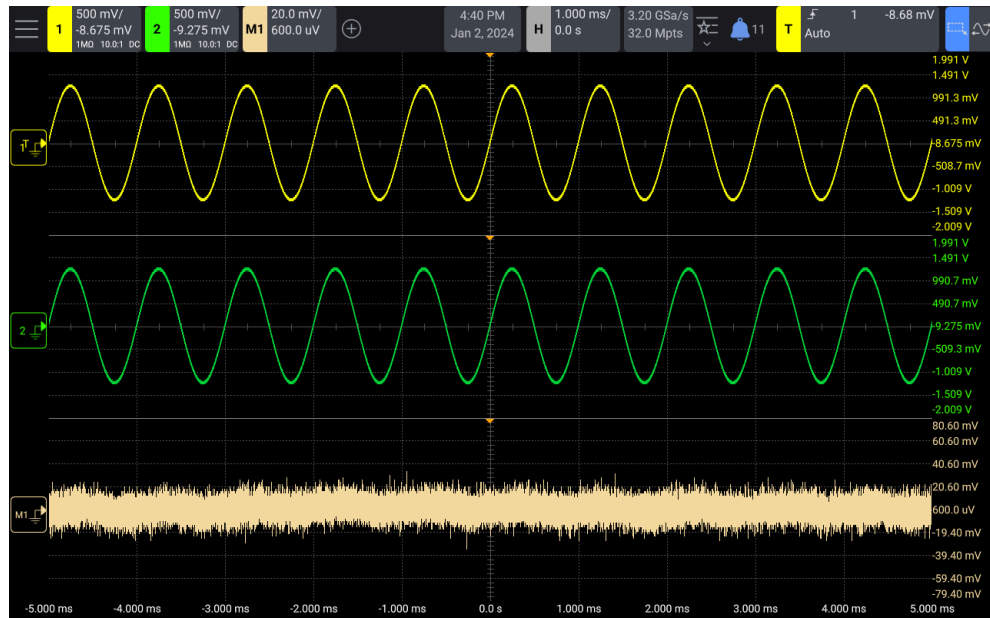 1 500 mV/ -8.675 mV 1MΩ 10.0:1 DC
2 500 mV/ -9.275 mV 1MΩ 10.0:1 DC
M1 20.0 mV/ 600.0 uV
4:40 PM
Jan 2, 2024
H 1.000 ms/ 0.0 s
3.20 GSa/s
32.0 Mpts
11
T 1 -8.68 mV
Auto
1.991 V
1.491 V
991.3 mV
491.3 mV
-8.675 mV
-508.7 mV
-1.009 V
-1.509 V
-2.009 V
1T
1.991 V
1.491 V
990.7 mV
490.7 mV
-9.275 mV
-509.3 mV
-1.009 V
-1.509 V
-2.009 V
2
80.60 mV
60.60 mV
40.60 mV
20.60 mV
600.0 uV
-19.40 mV
-39.40 mV
-59.40 mV
-79.40 mV
M1
-5.000 ms -4.000 ms -3.000 ms -2.000 ms -1.000 ms 0.0 s 1.000 ms 2.000 ms 3.000 ms 4.000 ms 5.000 ms